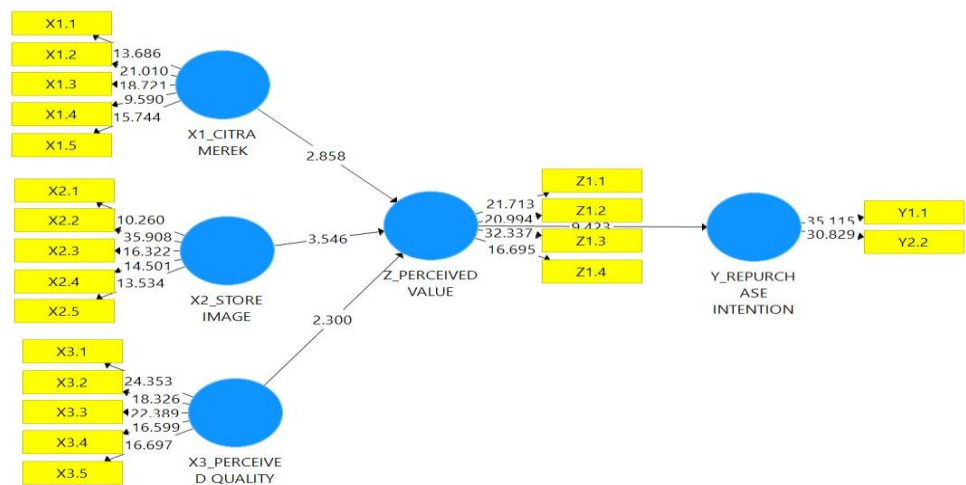 X1.1
X1.2
X1.3
X1.4
X1.5
13.686
21.010
18.721
9.590
15.744
X1_CITRA
MEREK
2.858
X2.1
X2.2
X2.3
X2.4
X2.5
10.260
35.908
16.322
14.501
13.534
X2_STORE
IMAGE
3.546
X3.1
X3.2
X3.3
X3.4
X3.5
24.353
18.326
22.389
16.599
16.697
X3_PERCEIVE
D QUALITY
2.300
Z_PERCEIVED
VALUE
21.713
20.994
32.337
16.695
Z1.1
Z1.2
Z1.3
Z1.4
9.423
Y_REPURCH
ASE
INTENTION
35.115
30.829
Y1.1
Y2.2